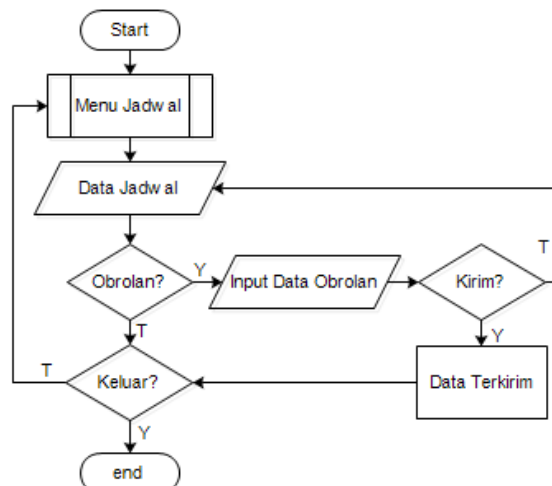 Start
Menu Jadwal
Data Jadwal
Obrolan?
Y
Input Data Obrolan
Kirim?
T
T
Y
Keluar?
T
Data Terkirim
Y
end